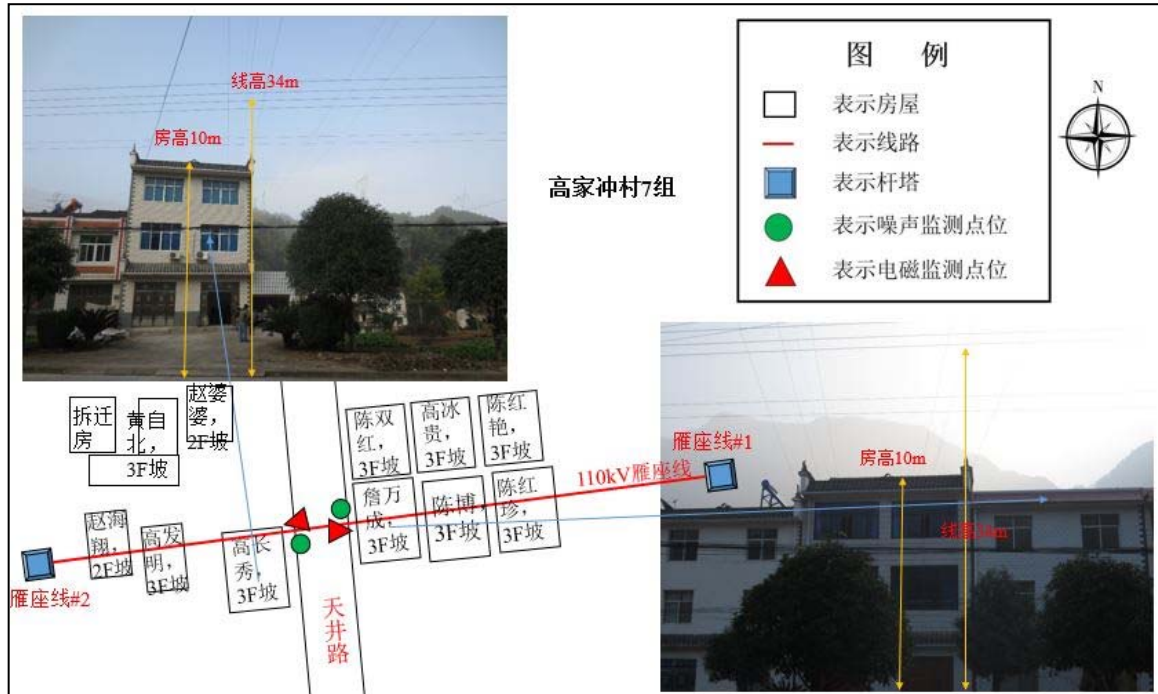 线高34m
房高10m
图 例
表示房屋
表示线路
表示杆塔
表示噪声监测点位
表示电磁监测点位
N
高家冲村7组
拆迁
房
黄自
北,
3F坡
赵婆
婆,
2F坡
陈双
红,
3F坡
高冰
贵,
3F坡
陈红
艳,
3F坡
雁座线#1
110kV雁座线
詹万
成,
3F坡
陈博,
3F坡
陈红
珍,
3F坡
赵海
翔,
2F坡
高发
明,
3F坡
高长
秀,
3F坡
雁座线#2
天井路
房高10m